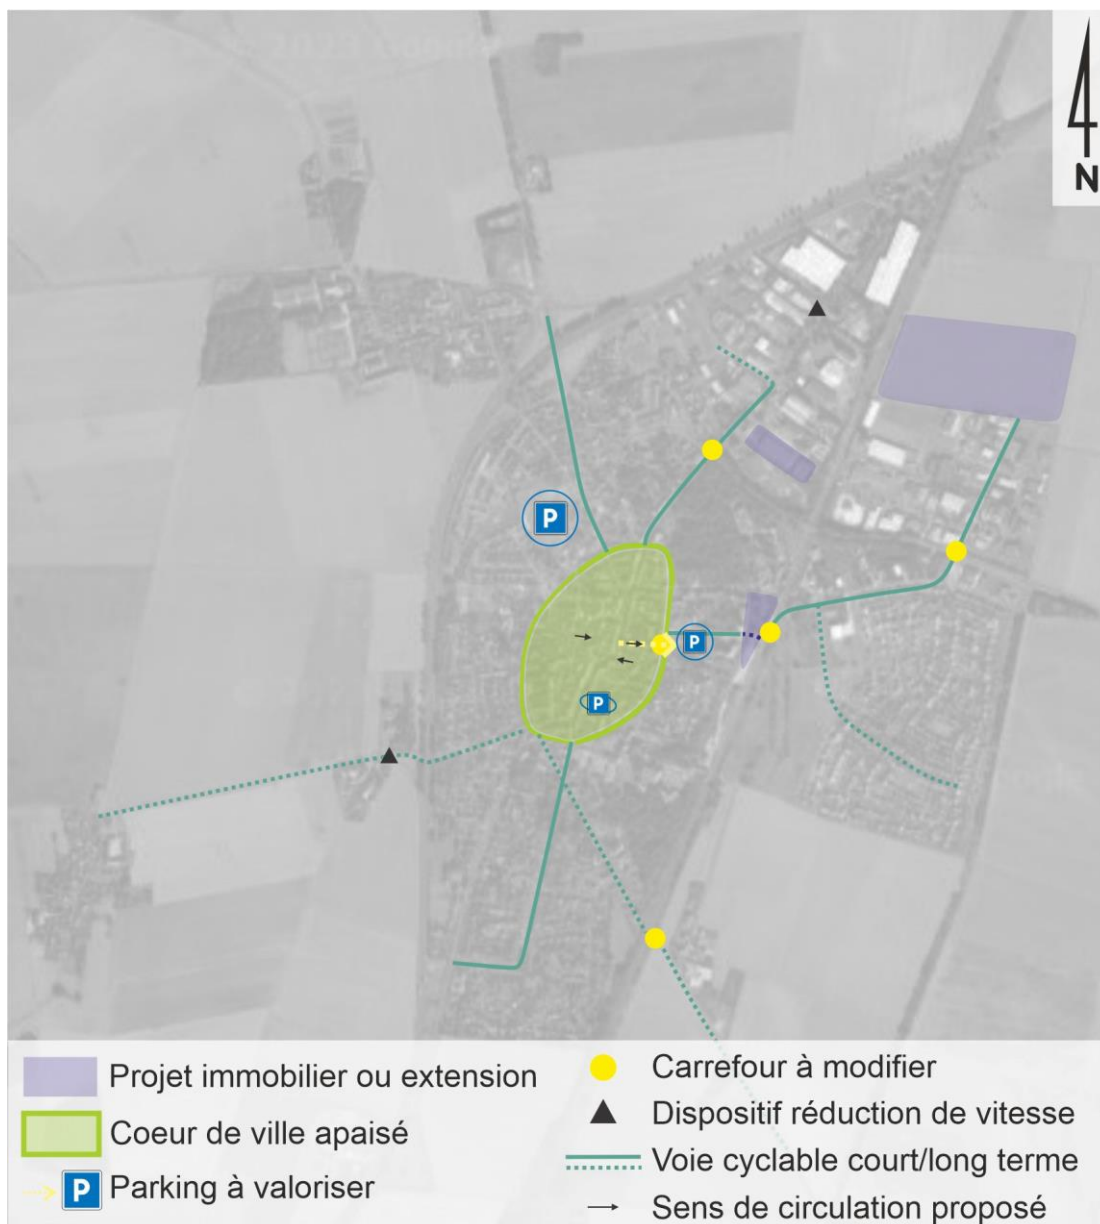 N
P
P
P
Projet immobilier ou extension
Coeur de ville apaisé
P Parking à valoriser
Carrefour à modifier
Dispositif réduction de vitesse
Voie cyclable court/long terme
Sens de circulation proposé